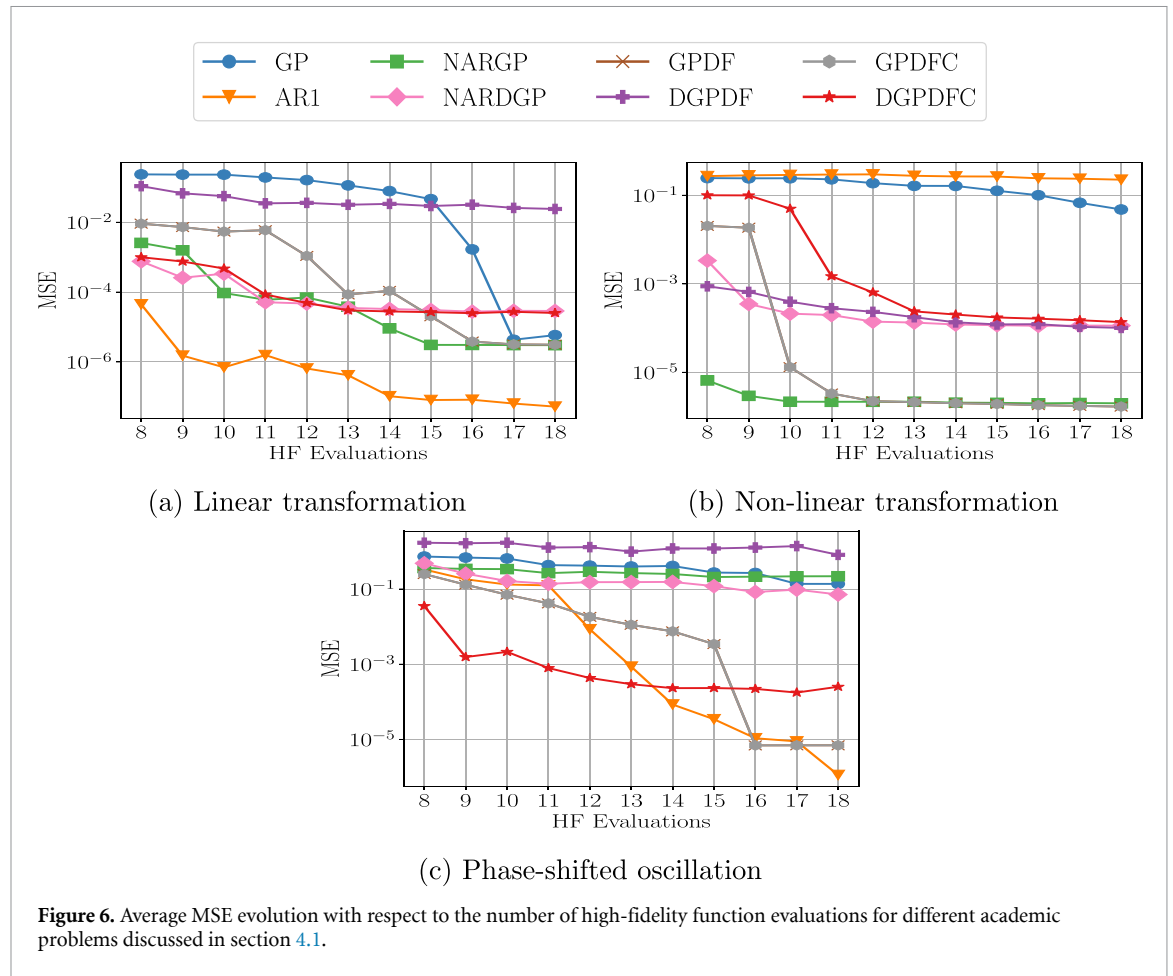 GP NARGP GPDF GPDFC
AR1 NARDGP DGPDF DGPDFC
10^−2
10^−4
10^−6
MSE
8 9 10 11 12 13 14 15 16 17 18
HF Evaluations
(a) Linear transformation
10^−1
10^−3
10^−5
MSE
8 9 10 11 12 13 14 15 16 17 18
HF Evaluations
(b) Non-linear transformation
10^−1
10^−3
10^−5
MSE
8 9 10 11 12 13 14 15 16 17 18
HF Evaluations
(c) Phase-shifted oscillation
Figure 6. Average MSE evolution with respect to the number of high-fidelity function evaluations for different academic
problems discussed in section 4.1.